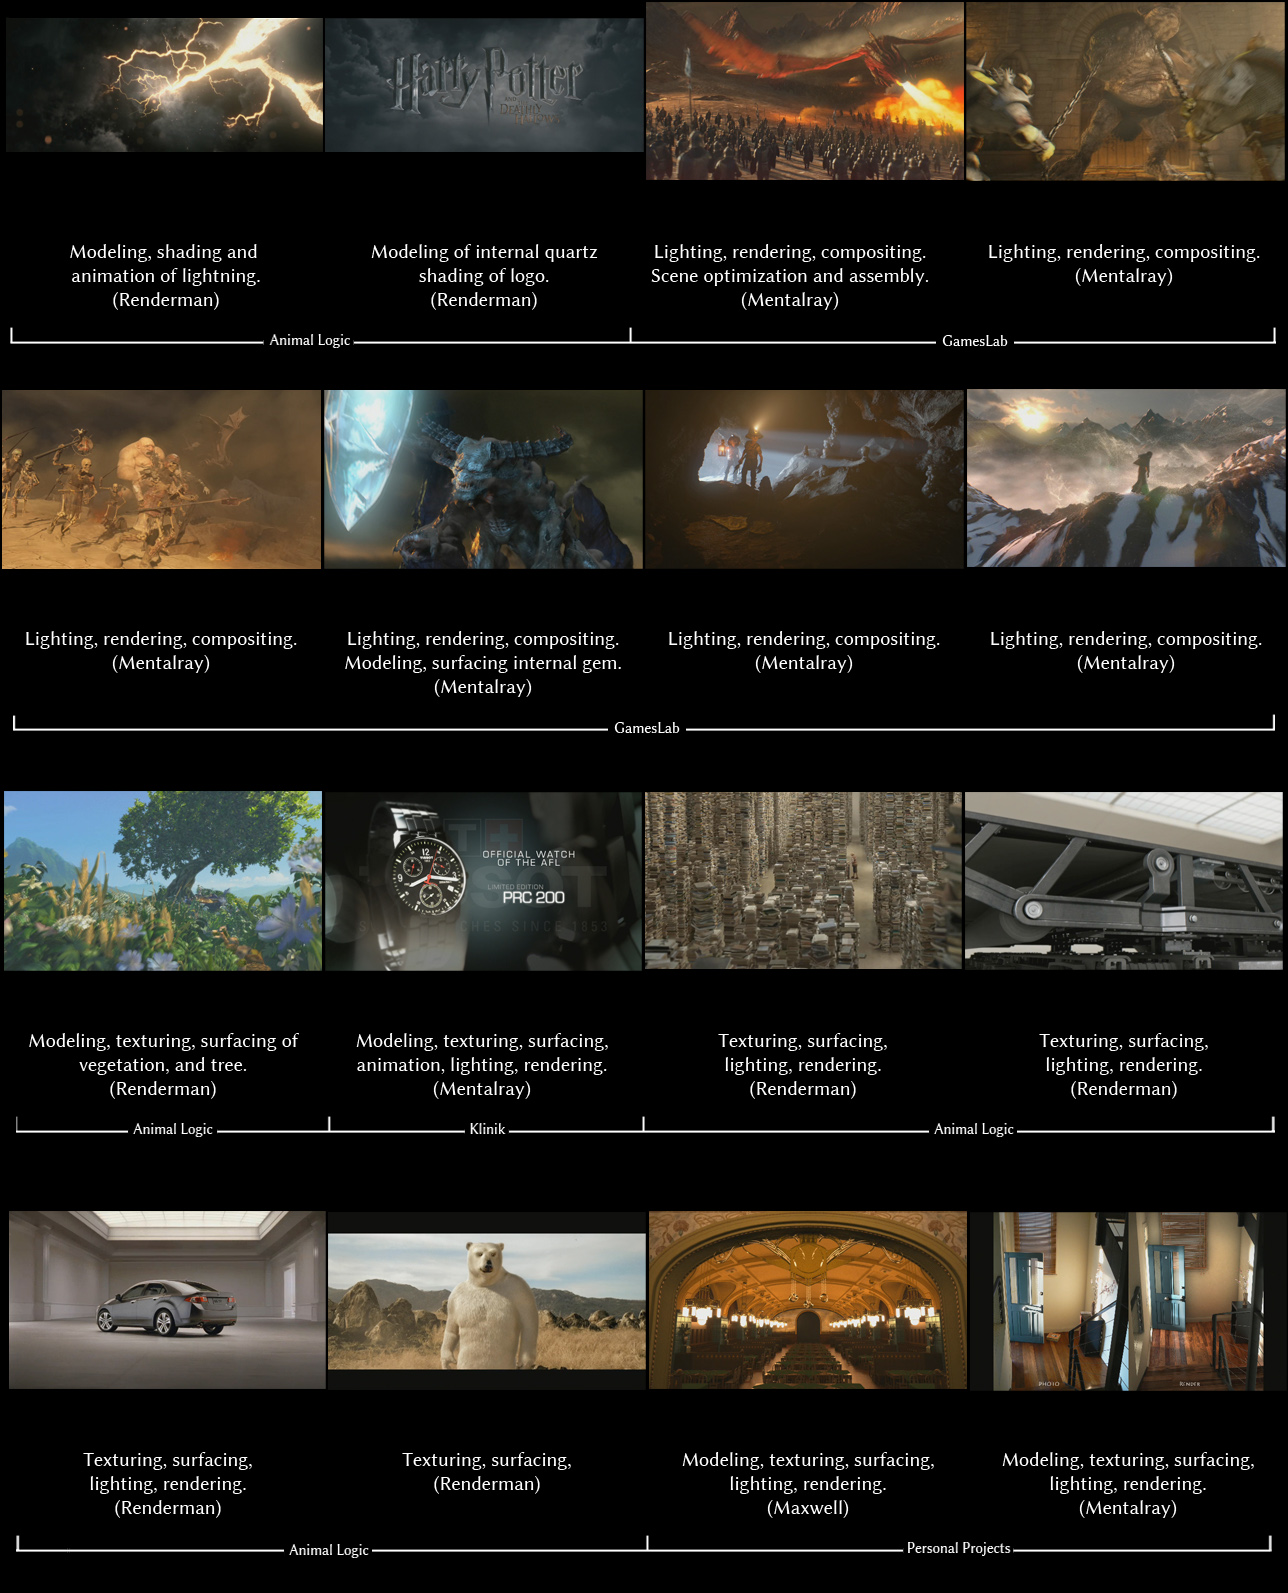 Harry Potter
AND THE
DEATHLY
HALLOWS
Modeling, shading and
animation of lightning.
(Renderman)
Modeling of internal quartz
shading of logo.
(Renderman)
Lighting, rendering, compositing.
Scene optimization and assembly.
(Mentalray)
Lighting, rendering, compositing.
(Mentalray)
Animal Logic
GamesLab
Lighting, rendering, compositing.
(Mentalray)
Lighting, rendering, compositing.
Modeling, surfacing internal gem.
(Mentalray)
Lighting, rendering, compositing.
(Mentalray)
Lighting, rendering, compositing.
(Mentalray)
GamesLab
OFFICIAL WATCH
OF THE AFL
LIMITED EDITION
PRC 200
SINCE 1853
Modeling, texturing, surfacing of
vegetation, and tree.
(Renderman)
Modeling, texturing, surfacing,
animation, lighting, rendering.
(Mentalray)
Texturing, surfacing,
lighting, rendering.
(Renderman)
Texturing, surfacing,
lighting, rendering.
(Renderman)
Animal Logic
Klinik
Animal Logic
PHOTO
RENDER
Texturing, surfacing,
lighting, rendering.
(Renderman)
Texturing, surfacing,
(Renderman)
Modeling, texturing, surfacing,
lighting, rendering.
(Maxwell)
Modeling, texturing, surfacing,
lighting, rendering.
(Mentalray)
Animal Logic
Personal Projects